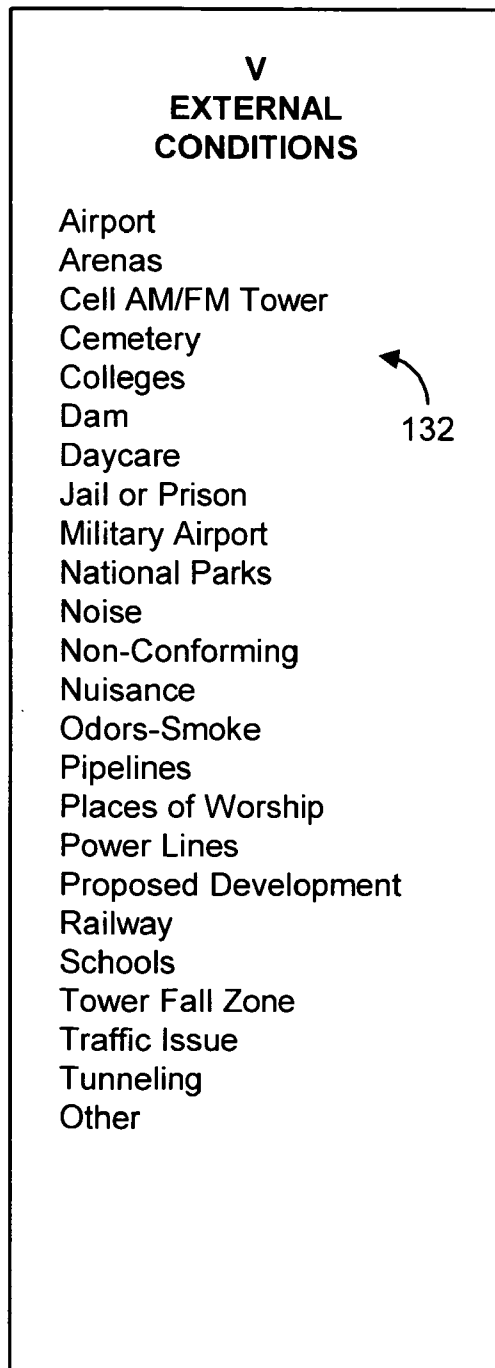 V
EXTERNAL
CONDITIONS
Airport
Arenas
Cell AM/FM Tower
Cemetery
Colleges
Dam
132
Daycare
Jail or Prison
Military Airport
National Parks
Noise
Non-Conforming
Nuisance
Odors-Smoke
Pipelines
Places of Worship
Power Lines
Proposed Development
Railway
Schools
Tower Fall Zone
Traffic Issue
Tunneling
Other